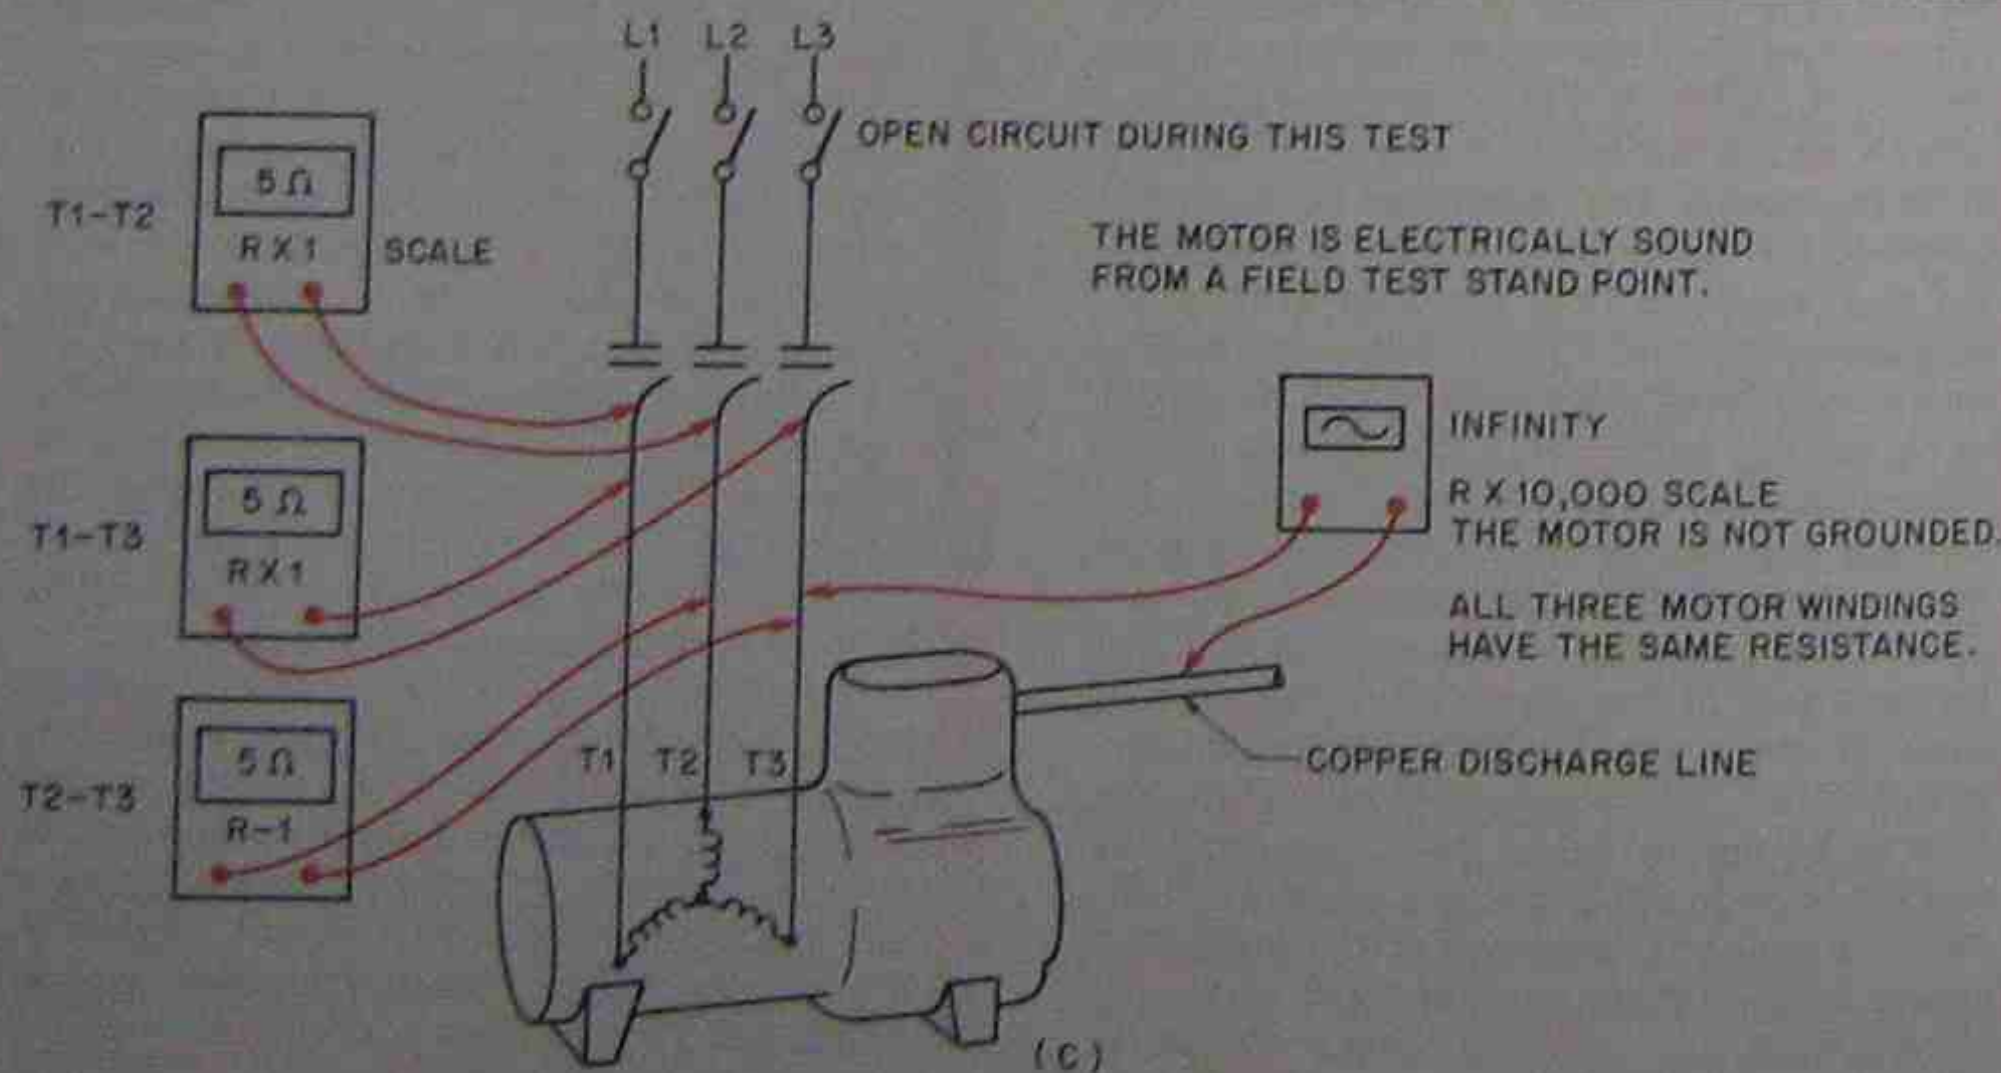 L1 L2 L3
OPEN CIRCUIT DURING THIS TEST
5 Ω
T1-T2
R X 1 SCALE
THE MOTOR IS ELECTRICALLY SOUND
FROM A FIELD TEST STAND POINT.
INFINITY
5 Ω
T1-T3
R X 1
R X 10,000 SCALE
THE MOTOR IS NOT GROUNDED.
ALL THREE MOTOR WINDINGS
HAVE THE SAME RESISTANCE.
5 Ω
T2-T3
R-1
T1 T2 T3
COPPER DISCHARGE LINE
(C)